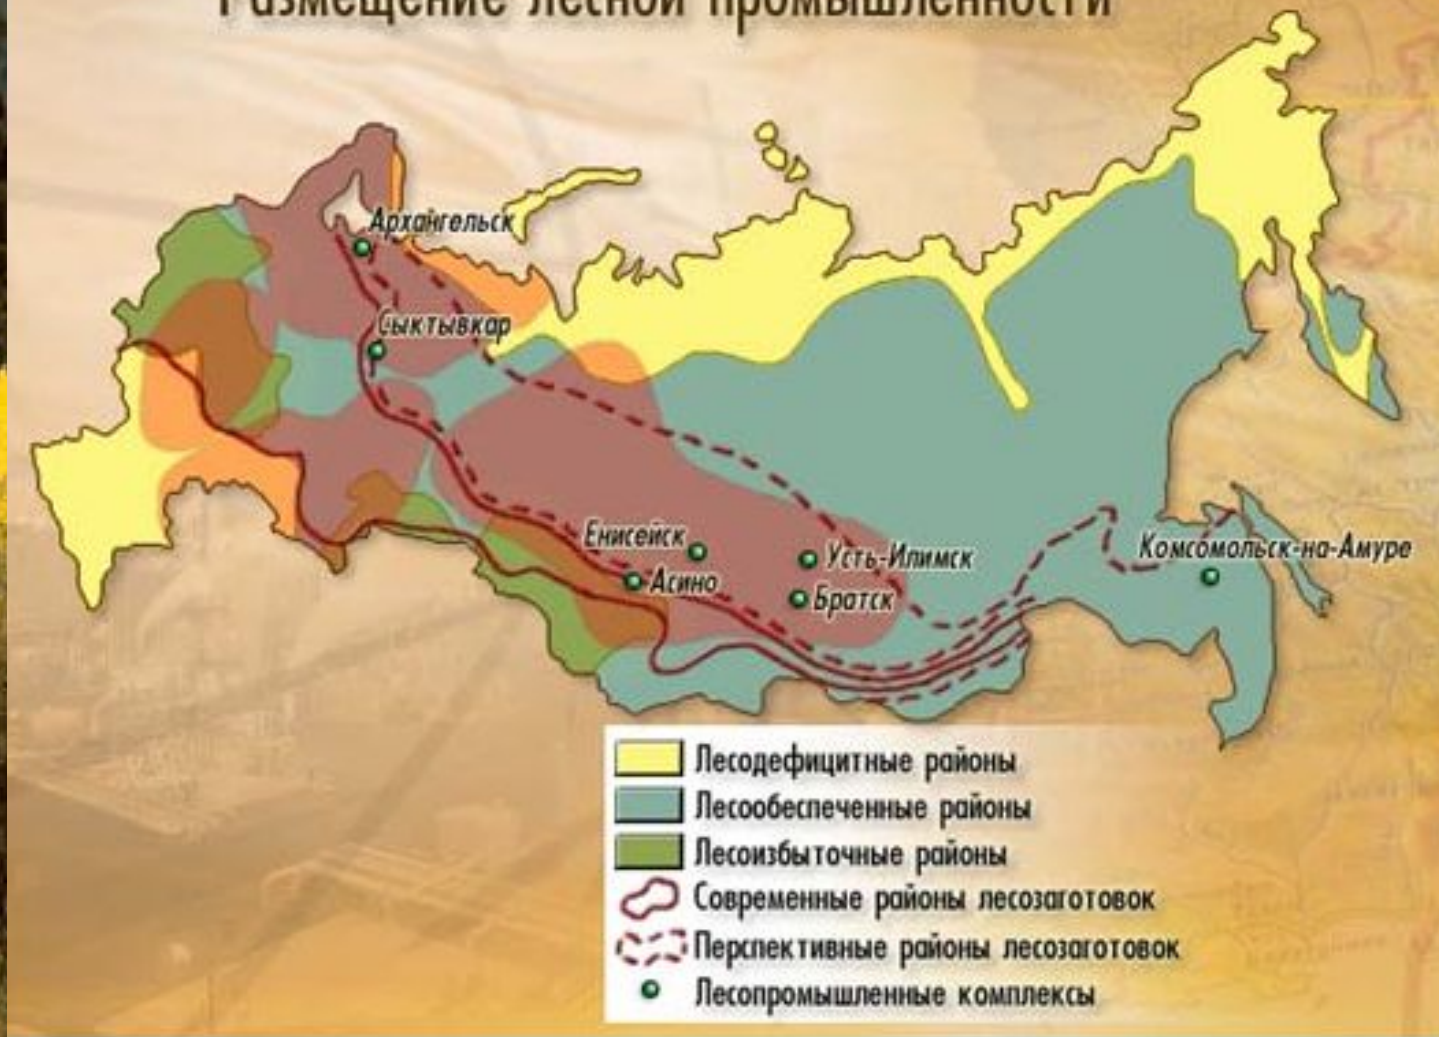 Размещение лесной промышленности
Архангельск
Сыктывкар
Енисейск
Усть-Илимск
Комсомольск-на-Амуре
Асино
Братск
Лесодефицитные районы
Лесообеспеченные районы
Лесоизбыточные районы
Современные районы лесозаготовок
Перспективные районы лесозаготовок
Лесопромышленные комплексы